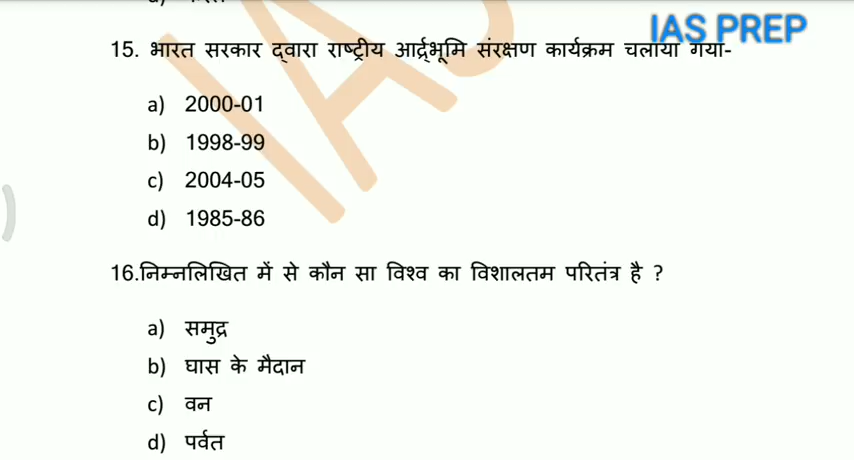 IAS PREP
15. भारत सरकार द्वारा राष्ट्रीय आर्द्रभूमि संरक्षण कार्यक्रम चलाया गया-
a) 2000-01
b) 1998-99
c) 2004-05
d) 1985-86
16.निम्नलिखित में से कौन सा विश्व का विशालतम परितंत्र है ?
a) समुद्र
b) घास के मैदान
c) वन
d) पर्वत